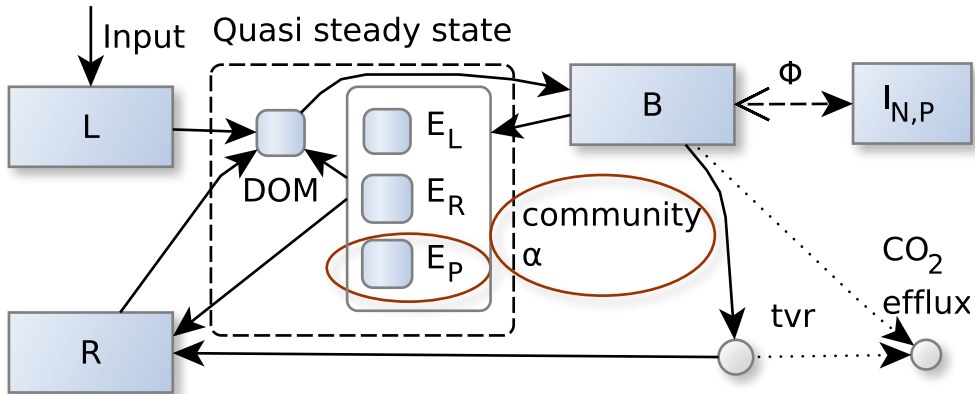 Input
Quasi steady state
L
DOM
E_L
E_R
E_P
B
Φ
I_N,P
community
α
CO_2
efflux
tvr
R